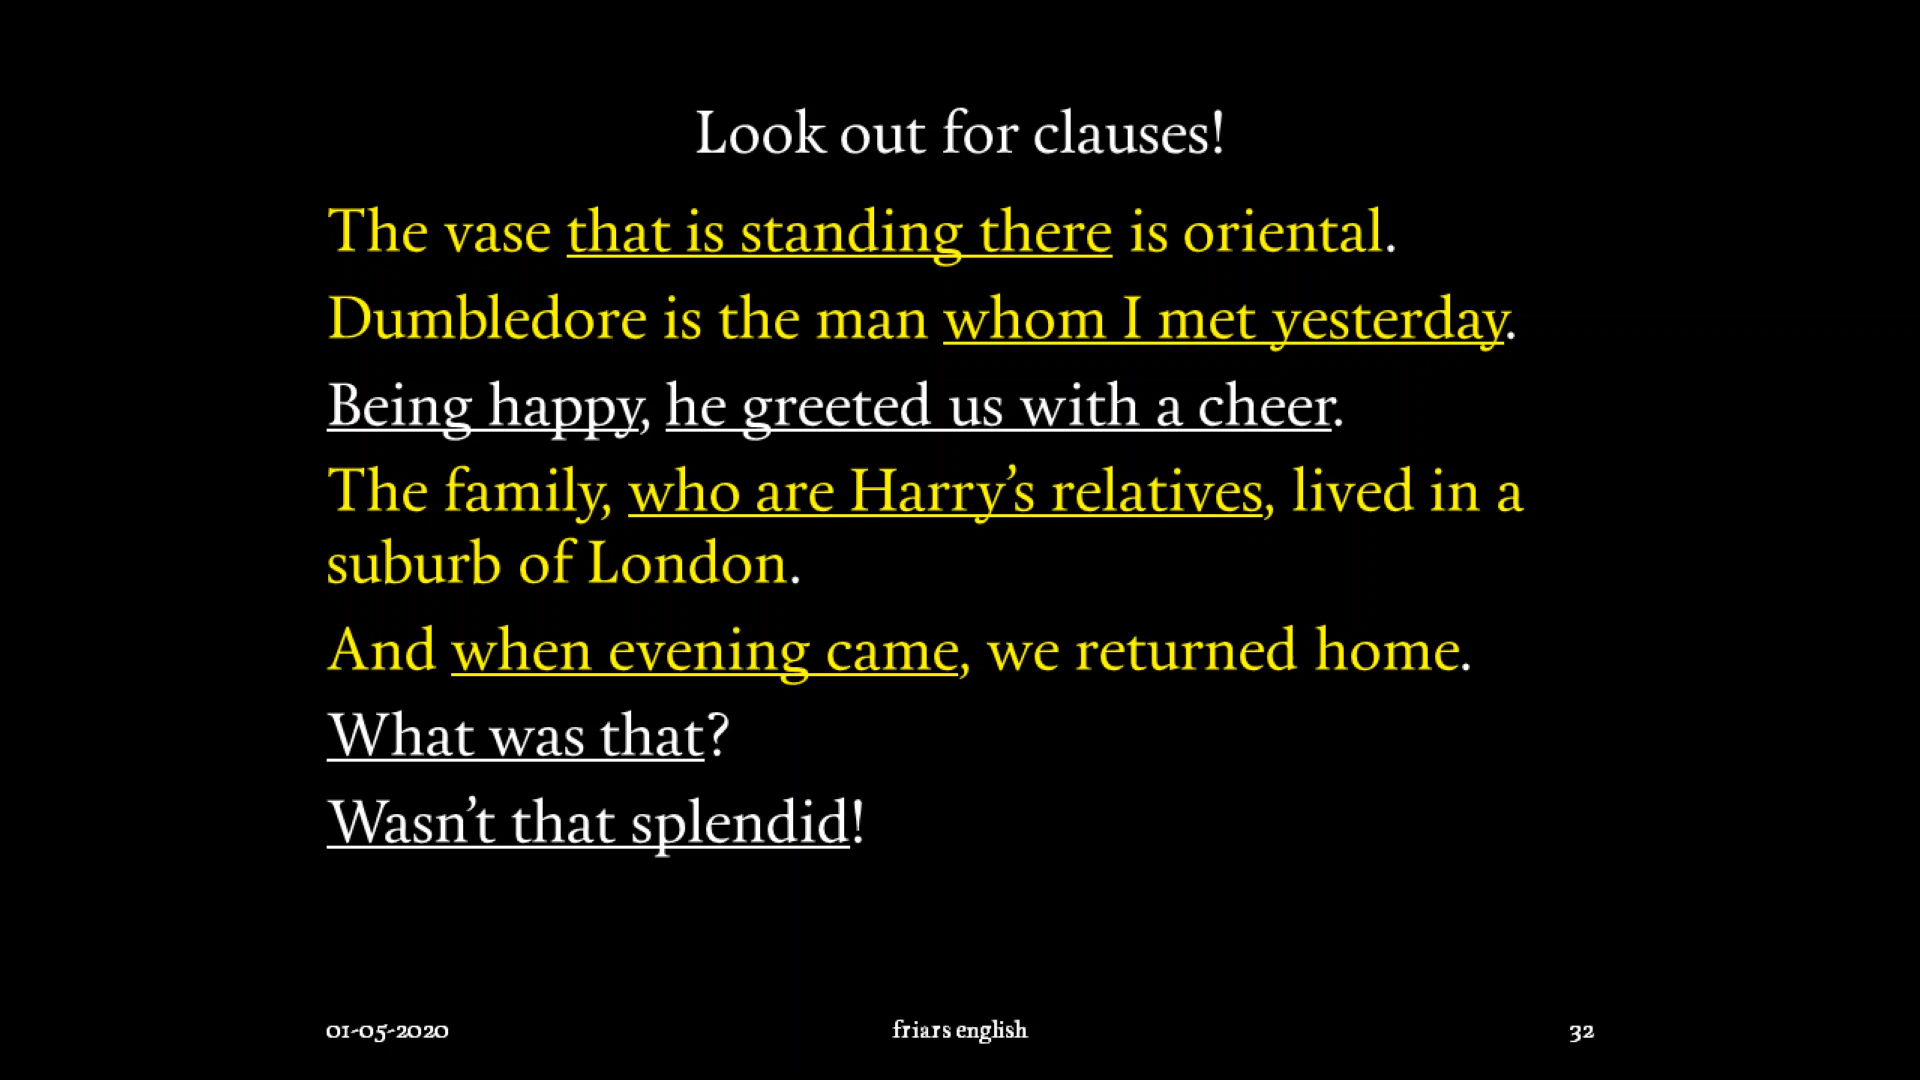 Look out for clauses!
The vase that is standing there is oriental.
Dumbledore is the man whom I met yesterday.
Being happy, he greeted us with a cheer.
The family, who are Harry’s relatives, lived in a
suburb of London.
And when evening came, we returned home.
What was that?
Wasn’t that splendid!
01-05-2020
friars english
32